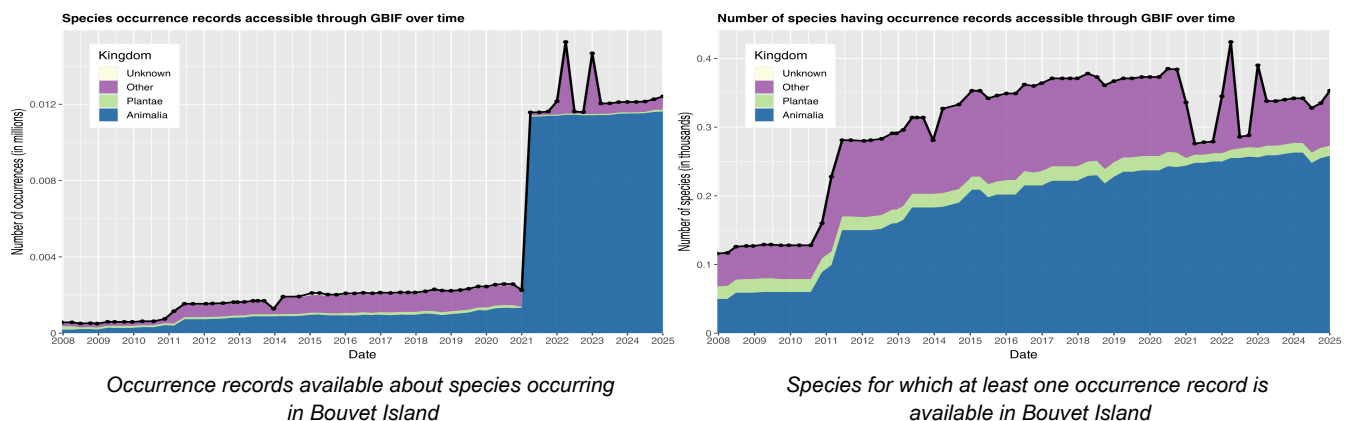 Species occurrence records accessible through GBIF over time
Number of occurrences (in millions)
0.012
0.008
0.004
0
Kingdom
Unknown
Other
Plantae
Animalia
2008 2009 2010 2011 2012 2013 2014 2015 2016 2017 2018 2019 2020 2021 2022 2023 2024 2025
Date
Occurrence records available about species occurring
in Bouvet Island
Number of species having occurrence records accessible through GBIF over time
Number of species (in thousands)
0.4
0.3
0.2
0.1
0
Kingdom
Unknown
Other
Plantae
Animalia
2008 2009 2010 2011 2012 2013 2014 2015 2016 2017 2018 2019 2020 2021 2022 2023 2024 2025
Date
Species for which at least one occurrence record is
available in Bouvet Island